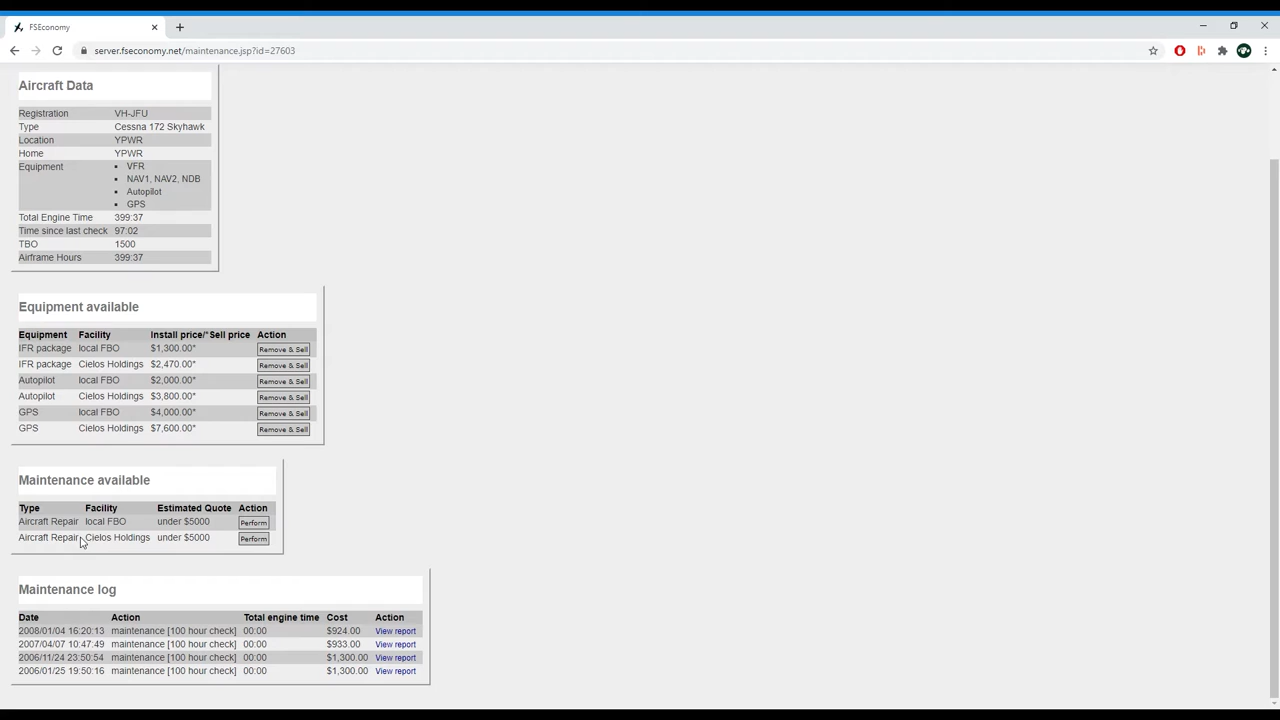 FSEconomy
server.fseconomy.net/maintenance.jsp?id=27603
Aircraft Data
Registration VH-JFU
Type Cessna 172 Skyhawk
Location YPWR
Home YPWR
Equipment VFR
NAV1, NAV2, NDB
Autopilot
GPS
Total Engine Time 399:37
Time since last check 97:02
TBO 1500
Airframe Hours 399:37
Equipment available
Equipment Facility Install price/*Sell price Action
IFR package local FBO $1,300.00* Remove & Sell
IFR package Cielos Holdings $2,470.00* Remove & Sell
Autopilot local FBO $2,000.00* Remove & Sell
Autopilot Cielos Holdings $3,800.00* Remove & Sell
GPS local FBO $4,000.00* Remove & Sell
GPS Cielos Holdings $7,600.00* Remove & Sell
Maintenance available
Type Facility Estimated Quote Action
Aircraft Repair local FBO under $5000 Perform
Aircraft Repair Cielos Holdings under $5000 Perform
Maintenance log
Date Action Total engine time Cost Action
2008/01/04 16:20:13 maintenance [100 hour check] 00:00 $924.00 View report
2007/04/07 10:47:49 maintenance [100 hour check] 00:00 $933.00 View report
2006/11/24 23:50:54 maintenance [100 hour check] 00:00 $1,300.00 View report
2006/01/25 19:50:16 maintenance [100 hour check] 00:00 $1,300.00 View report